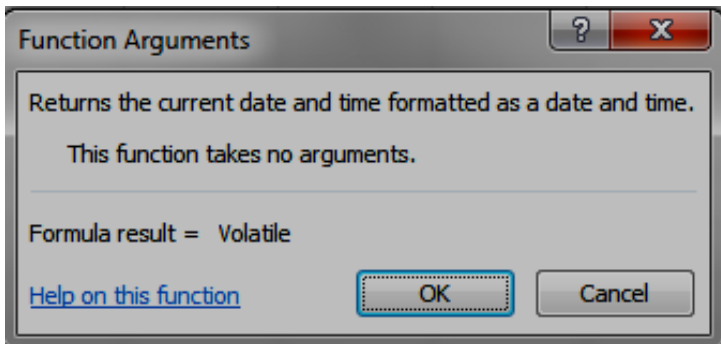 Function Arguments
Returns the current date and time formatted as a date and time.
This function takes no arguments.
Formula result = Volatile
Help on this function
OK
Cancel